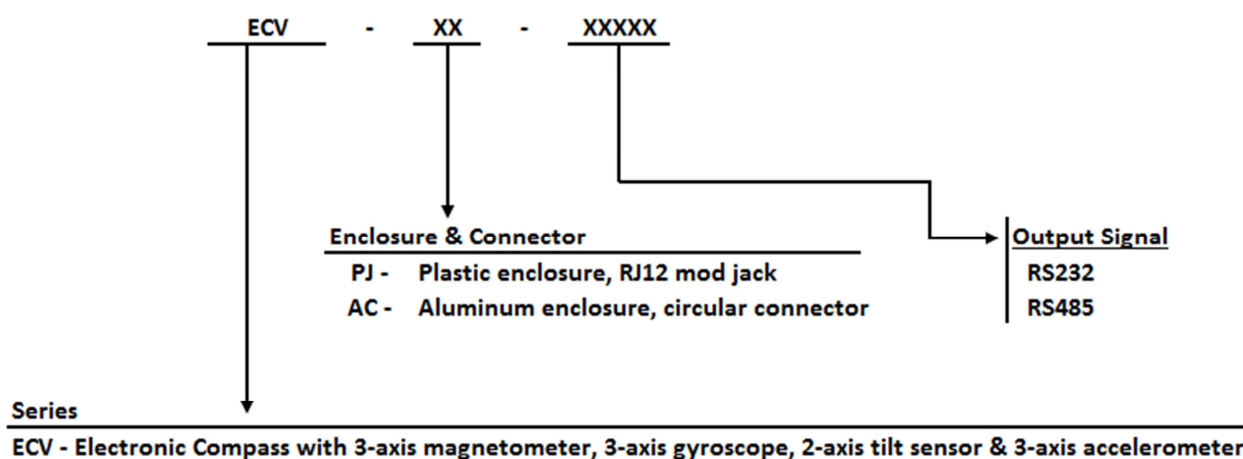 ECV - XX - XXXXX
Enclosure & Connector
PJ - Plastic enclosure, RJ12 mod jack
AC - Aluminum enclosure, circular connector
Output Signal
RS232
RS485
Series
ECV - Electronic Compass with 3-axis magnetometer, 3-axis gyroscope, 2-axis tilt sensor & 3-axis accelerometer